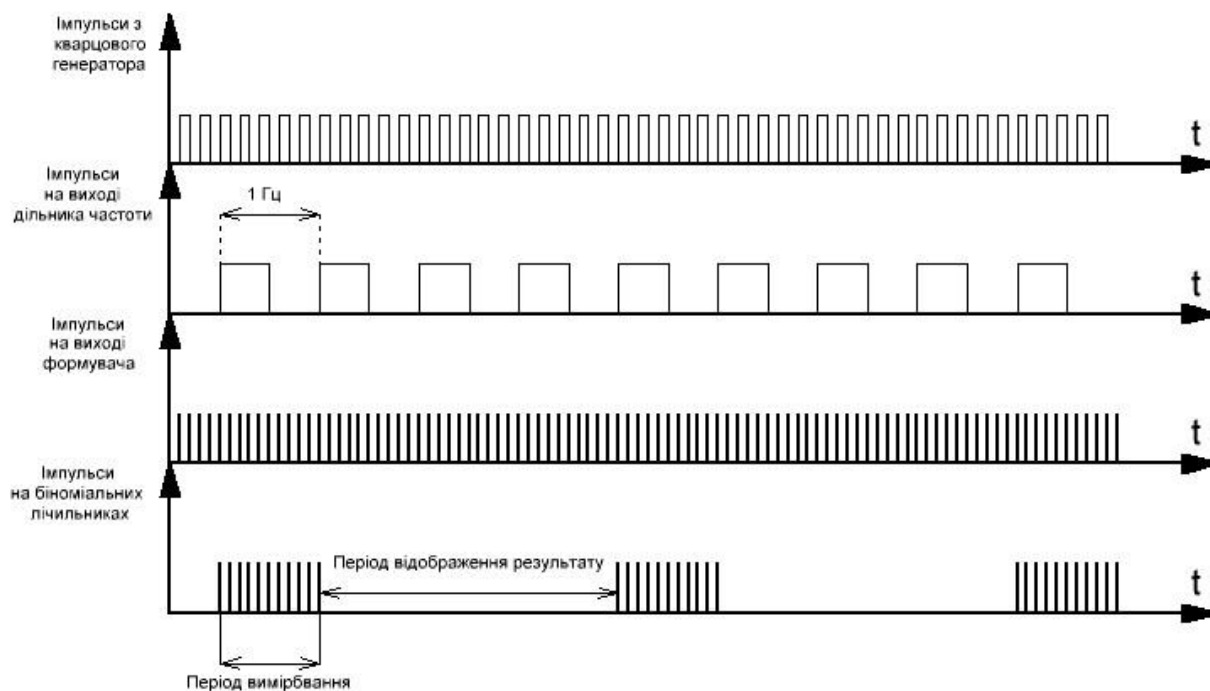 Імпульси з
кварцового
генератора
t
Імпульси
на виході
дільника частоти
1 Гц
t
Імпульси
на виході
формувача
t
Імпульси
на біноміальних
лічильниках
Період відображення результату
t
Період вимірбвання